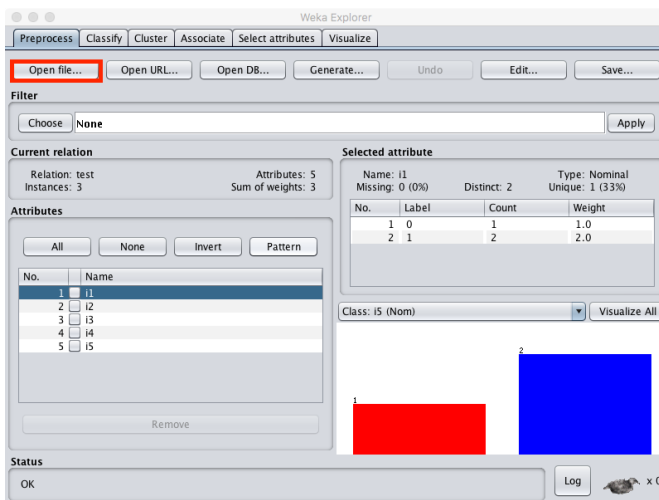 Weka Explorer
Preprocess Classify Cluster Associate Select attributes Visualize
Open file... Open URL... Open DB... Generate... Undo Edit... Save...
Filter
Choose None Apply
Current relation
Relation: test Attributes: 5
Instances: 3 Sum of weights: 3
Selected attribute
Name: i1 Type: Nominal
Missing: 0 (0%) Distinct: 2 Unique: 1 (33%)
No. Label Count Weight
1 0 1 1.0
2 1 2 2.0
Attributes
All None Invert Pattern
No. Name
1 i1
2 i2
3 i3
4 i4
5 i5
Remove
Class: i5 (Nom) Visualize All
1
2
Status
OK
Log x 0